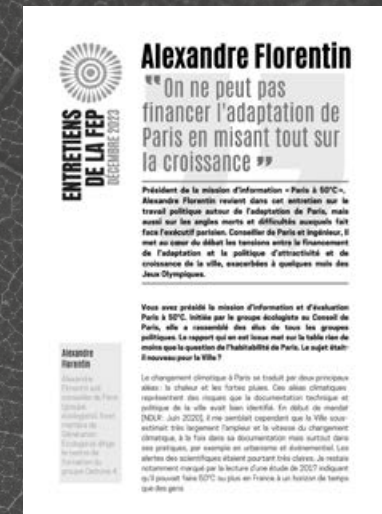 Alexandre Florentin
"On ne peut pas
financer l'adaptation de
Paris en misant tout sur
la croissance "
ENTRETIENS
DE LA FEP
DÉCEMBRE 2023
Président de la mission d'information « Paris à 50°C »,
Alexandre Florentin revient dans cet entretien sur le
travail politique autour de l'adaptation de Paris, mais
aussi sur les angles morts et difficultés auxquels fait
face l'exécutif parisien. Conseiller de Paris et ingénieur, il
met au cœur du débat les tensions entre le financement
de l'adaptation et la politique d'attractivité et de
croissance de la ville, exacerbées à quelques mois des
Jeux Olympiques.
Vous avez présidé la mission d'information et d'évaluation
Paris à 50°C. Initiée par le groupe écologiste au Conseil de
Paris, elle a rassemblé des élus de tous les groupes
politiques. Le rapport qui en est issue met sur la table rien de
moins que la question de l'habitabilité de Paris. Le sujet était-
il nouveau pour la Ville ?
Alexandre
Florentin
Le changement climatique à Paris se traduit par deux principaux
aléas : la chaleur et les fortes pluies. Ces aléas climatiques
représentent des risques que la documentation technique et
politique de la ville avait bien identifié. En début de mandat
[NDLR : Juin 2020], il me semblait cependant que la Ville sous-
estimait très largement l'ampleur et la vitesse du changement
climatique, à la fois dans sa documentation mais surtout dans
ses pratiques, par exemple en urbanisme et événementiel. Les
alertes des scientifiques étaient pourtant très claires. Je restais
notamment marqué par la lecture d'une étude de 2017 indiquant
qu'il pouvait faire 50°C ou plus en France à un horizon de temps
que des gens